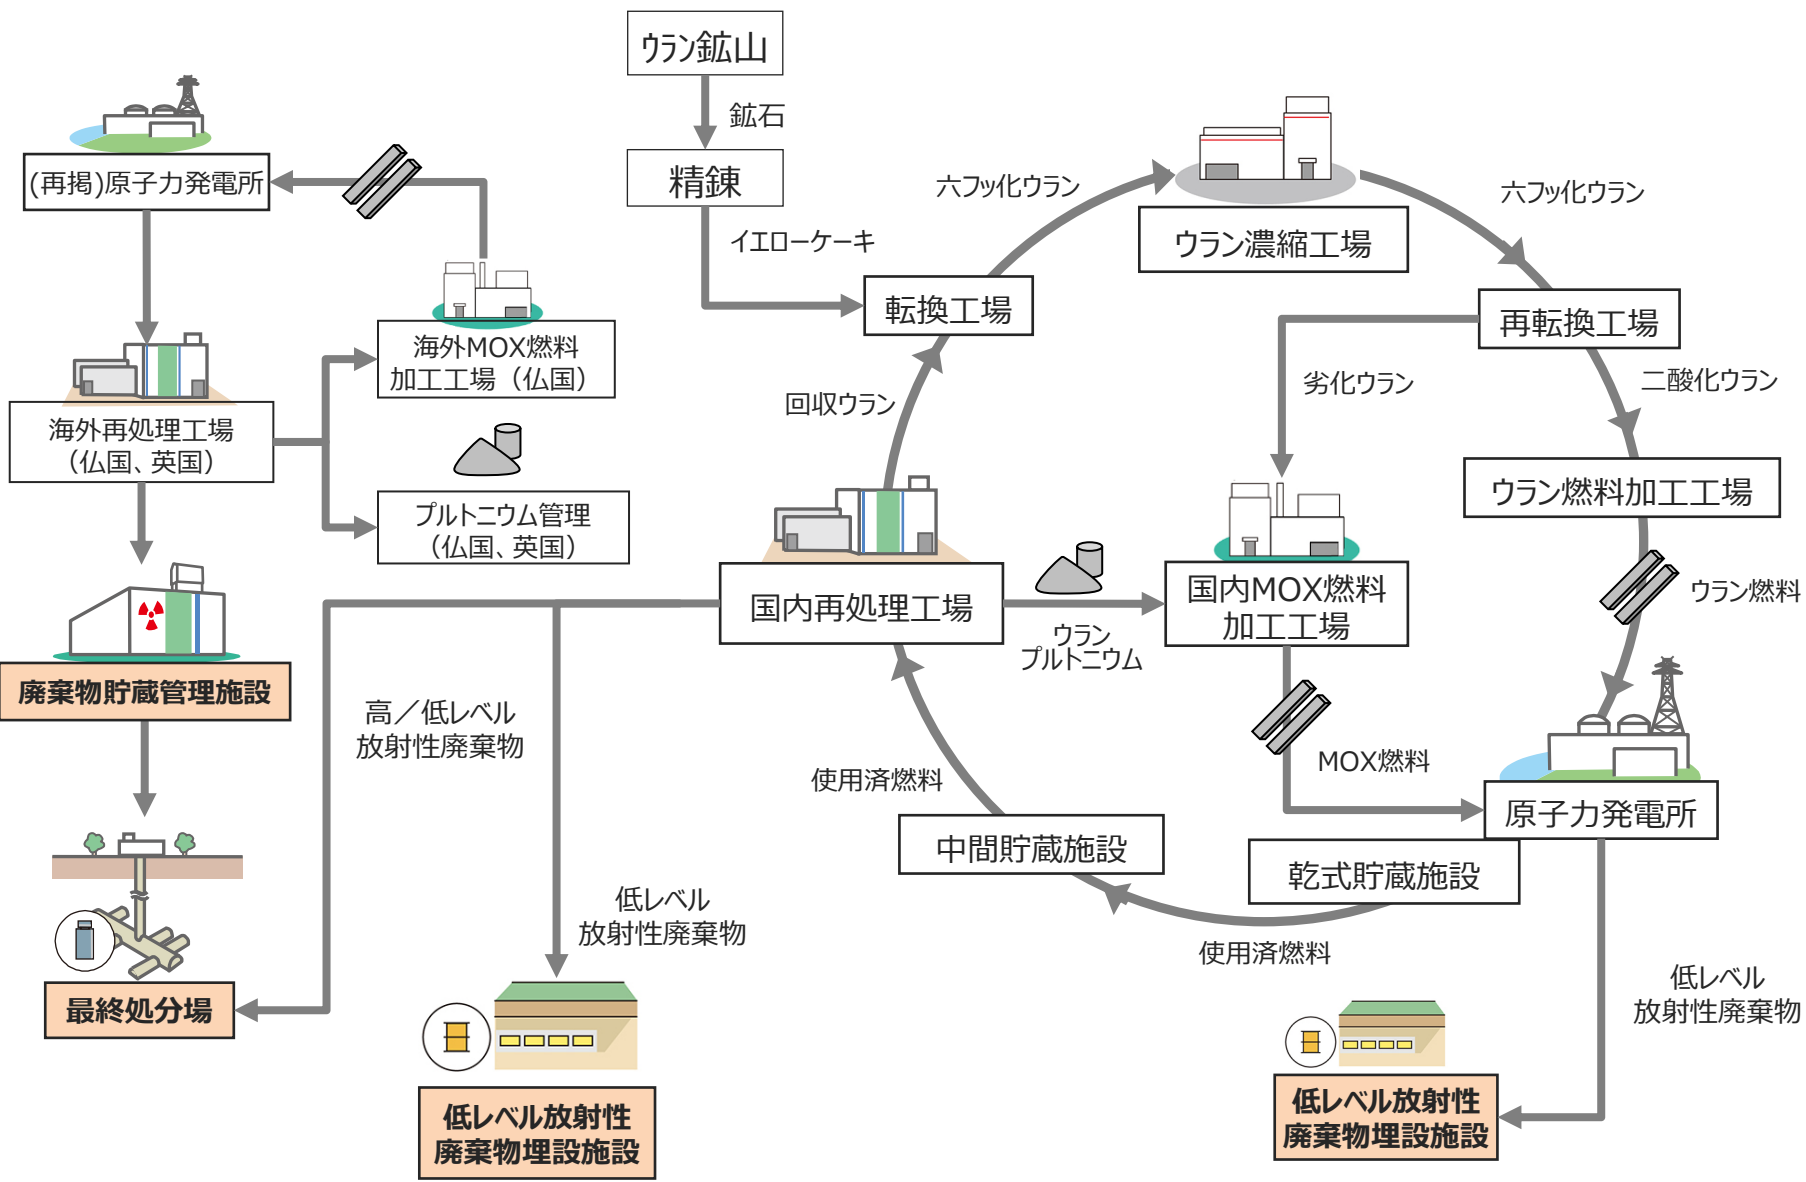 ウラン鉱山
鉱石
精錬
イエローケーキ
六フッ化ウラン
ウラン濃縮工場
六フッ化ウラン
転換工場
再転換工場
回収ウラン
劣化ウラン
二酸化ウラン
ウラン燃料加工工場
ウラン燃料
(再掲)原子力発電所
海外MOX燃料
加工工場（仏国）
海外再処理工場
（仏国、英国）
プルトニウム管理
（仏国、英国）
廃棄物貯蔵管理施設
最終処分場
国内再処理工場
ウラン
プルトニウム
国内MOX燃料
加工工場
MOX燃料
原子力発電所
乾式貯蔵施設
使用済燃料
中間貯蔵施設
使用済燃料
高／低レベル
放射性廃棄物
低レベル
放射性廃棄物
低レベル放射性
廃棄物埋設施設
低レベル
放射性廃棄物
低レベル放射性
廃棄物埋設施設